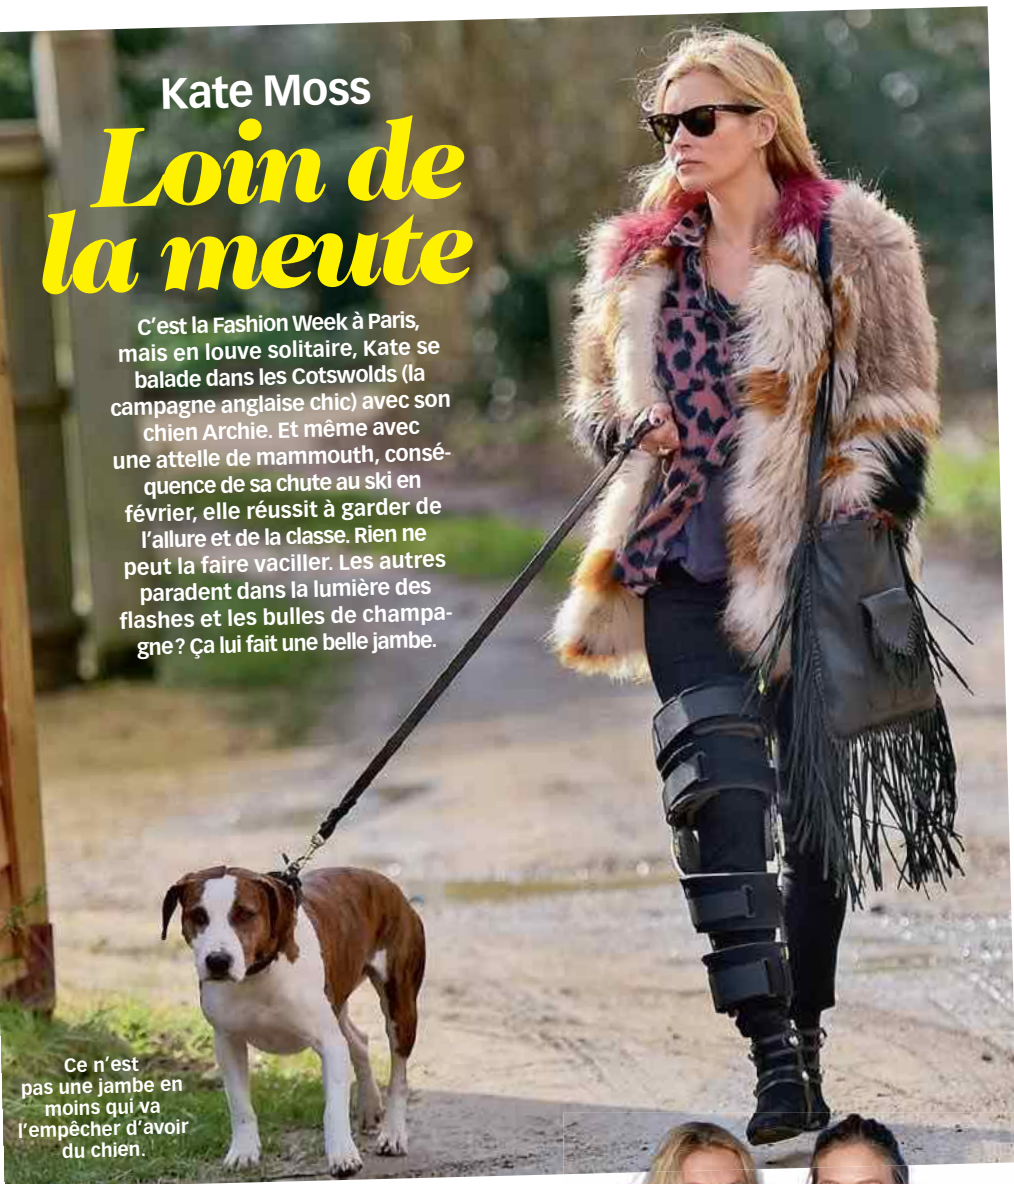 Kate Moss
Loin de
la meute
C'est la Fashion Week à Paris,
mais en louve solitaire, Kate se
balade dans les Cotswolds (la
campagne anglaise chic) avec son
chien Archie. Et même avec
une attelle de mammouth, consé-
quence de sa chute au ski en
février, elle réussit à garder de
l'allure et de la classe. Rien ne
peut la faire vaciller. Les autres
paradent dans la lumière des
flashes et les bulles de champa-
gne ? Ça lui fait une belle jambe.
Ce n'est
pas une jambe en
moins qui va
l'empêcher d'avoir
du chien.